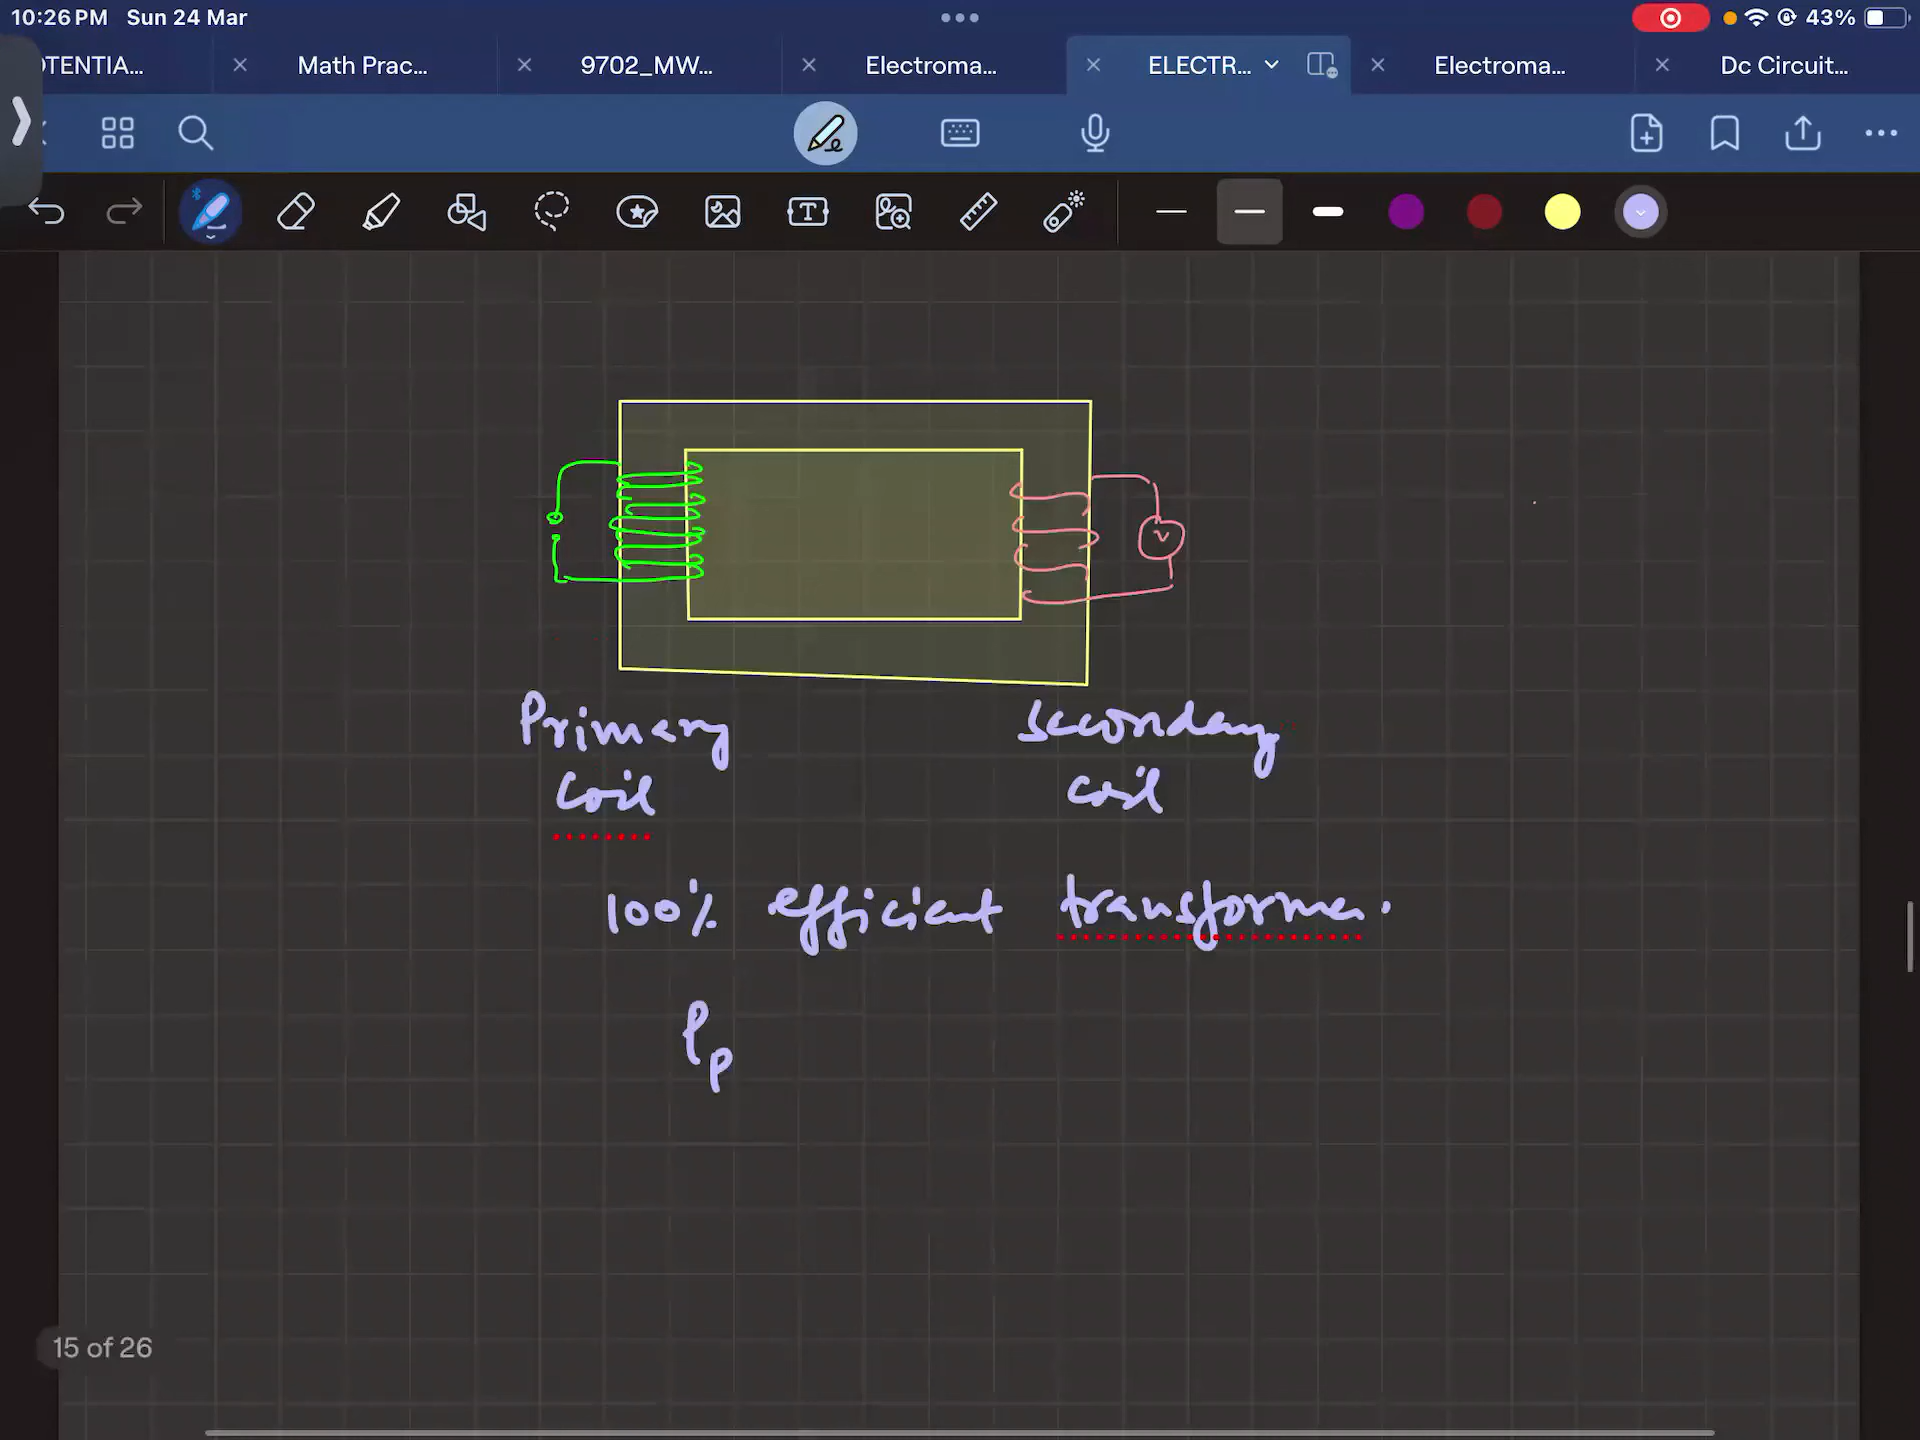 10:26 PM Sun 24 Mar
43%
OTENTIA...
Math Prac...
9702_MW...
Electroma...
ELECTR...
Electroma...
Dc Circuit...
V
Primary
Secondary
Coil
coil
100% efficient transformer.
Pp
15 of 26